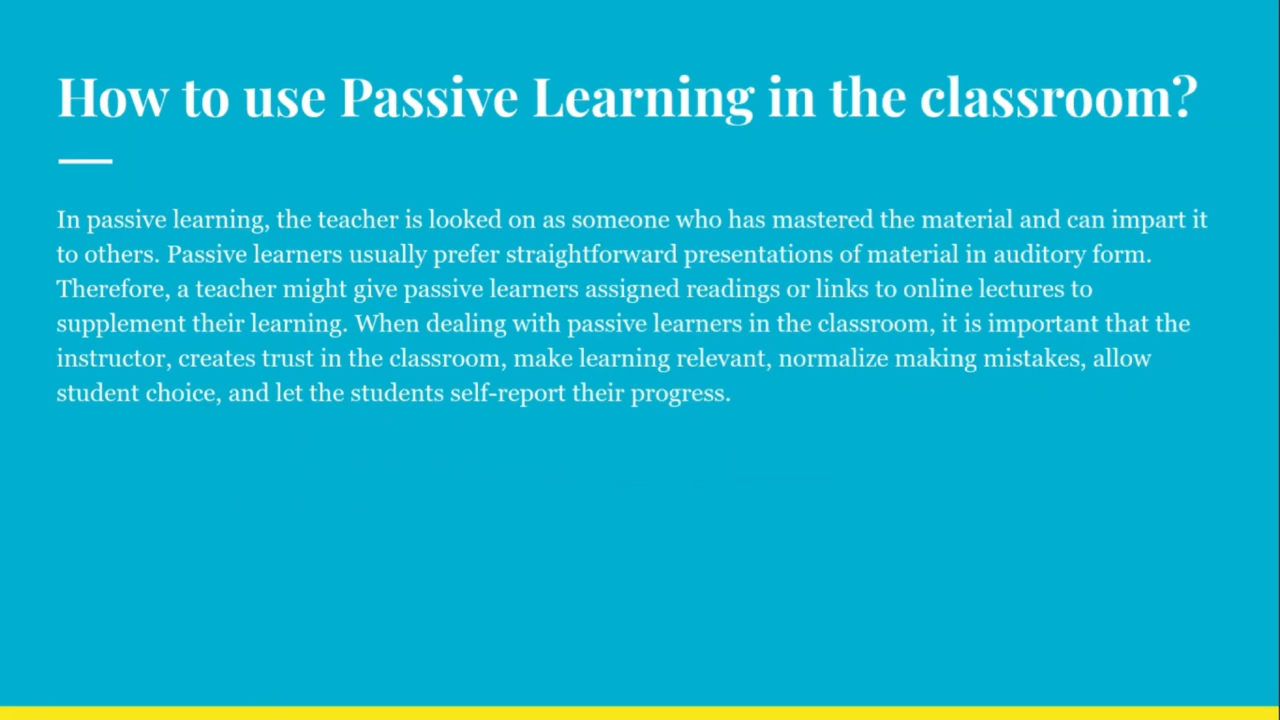 How to use Passive Learning in the classroom?
In passive learning, the teacher is looked on as someone who has mastered the material and can impart it
to others. Passive learners usually prefer straightforward presentations of material in auditory form.
Therefore, a teacher might give passive learners assigned readings or links to online lectures to
supplement their learning. When dealing with passive learners in the classroom, it is important that the
instructor, creates trust in the classroom, make learning relevant, normalize making mistakes, allow
student choice, and let the students self-report their progress.